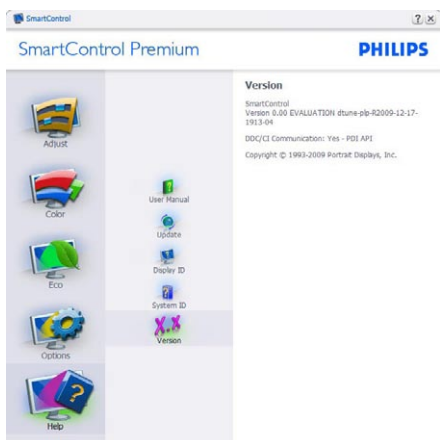 SmartControl
SmartControl Premium
PHILIPS
Adjust
Color
Eco
Options
Help
User Manual
Update
Display ID
System ID
X.X
Version
Version
SmartControl
Version 0.00 EVALUATION dtune-plp-R2009-12-17-
1913-04
DDC/CI Communication: Yes - PDI API
Copyright © 1993-2009 Portrait Displays, Inc.